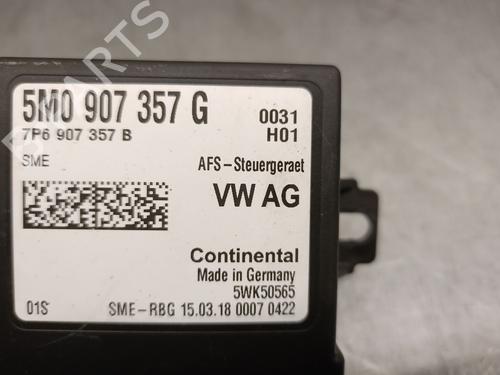 PARTS
5M0 907 357 G 0031
7P6 907 357 B H01
SME AFS-Steuergeraet
VW AG
Continental
Made in Germany
5WK50565
01S SME-RBG 15.03.18 0007 0422